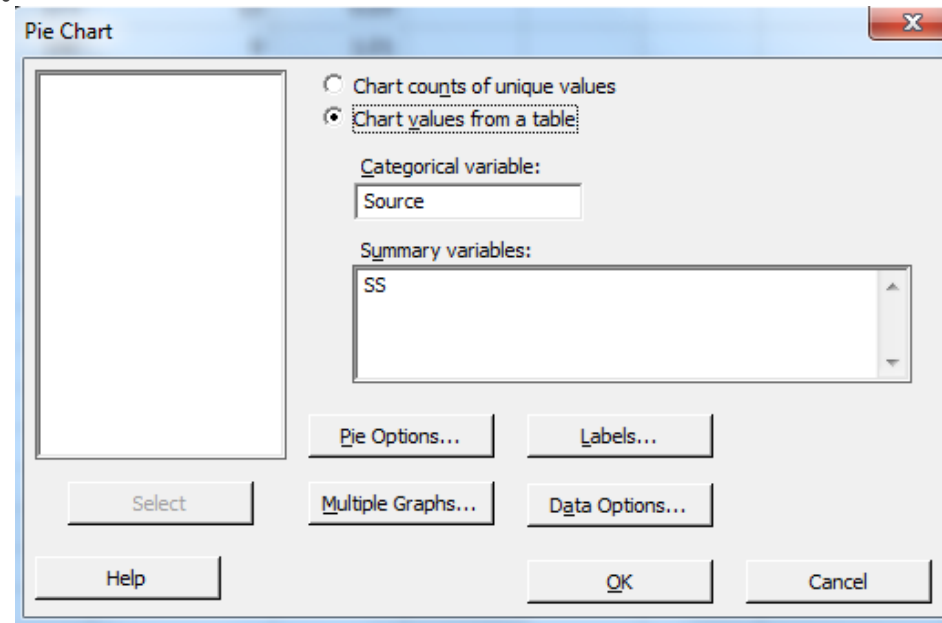 Pie Chart
Chart counts of unique values
Chart values from a table
Categorical variable:
Source
Summary variables:
SS
Pie Options...
Labels...
Select
Multiple Graphs...
Data Options...
Help
OK
Cancel